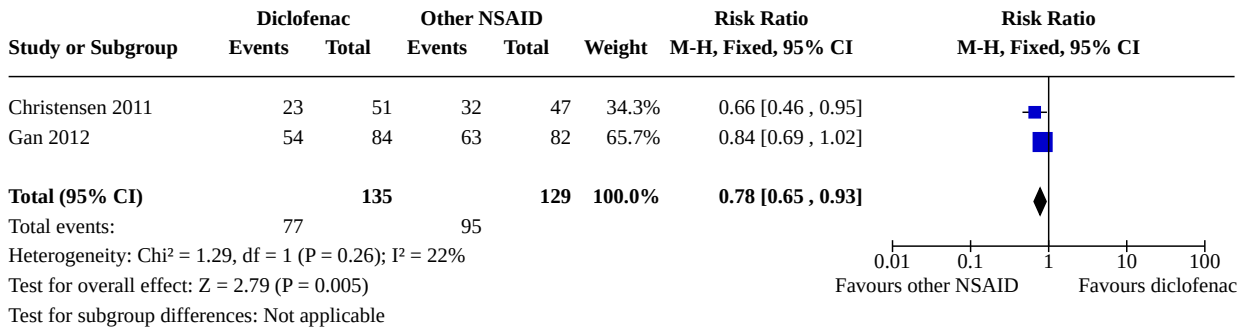 Diclofenac Other NSAID Risk Ratio Risk Ratio
Study or Subgroup Events Total Events Total Weight M-H, Fixed, 95% CI M-H, Fixed, 95% CI
Christensen 2011 23 51 32 47 34.3% 0.66 [0.46 , 0.95]
Gan 2012 54 84 63 82 65.7% 0.84 [0.69 , 1.02]
Total (95% CI) 135 129 100.0% 0.78 [0.65 , 0.93]
Total events: 77 95
Heterogeneity: Chi² = 1.29, df = 1 (P = 0.26); I² = 22%
0.01 0.1 1 10 100
Test for overall effect: Z = 2.79 (P = 0.005) Favours other NSAID Favours diclofenac
Test for subgroup differences: Not applicable